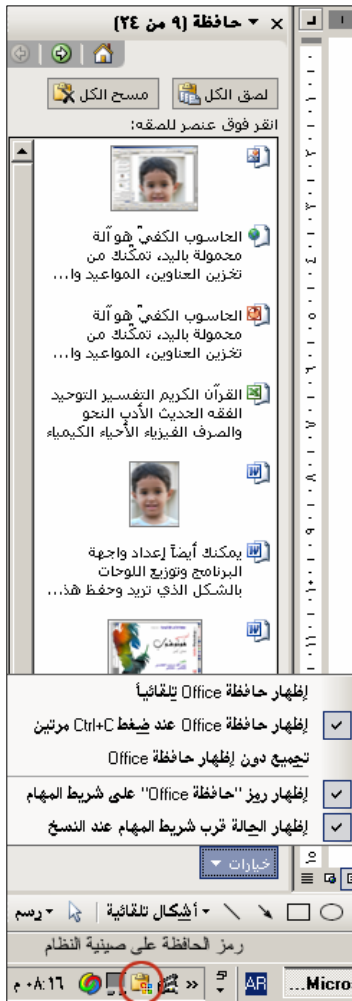 حافظة (٩ من ٢٤)
لصق الكل
مسح الكل
انقر فوق عنصر للصقه:
الحاسوب الكفيّ هو آلة
محمولة باليد، تمكّنك من
تخزين العناوين، المواعيد وا...
الحاسوب الكفيّ هو آلة
محمولة باليد، تمكّنك من
تخزين العناوين، المواعيد وا...
القرآن الكريم التفسير التوحيد
الفقه الحديث الأدب النحو
والصرف الفيزياء الأحياء الكيمياء
يمكنك أيضاً إعداد واجهة
البرنامج وتوزيع اللوحات
بالشكل الذي تريد وحفظ هذ...
إظهار حافظة Office تلقائياً
إظهار حافظة Office عند ضغط Ctrl+C مرتين
تجميع دون إظهار حافظة Office
إظهار رمز "حافظة Office" على شريط المهام
إظهار الحالة قرب شريط المهام عند النسخ
خيارات
رسم
أشكال تلقائية
رمز الحافظة على صينية النظام
Micro...
AR
٠٨:١٦ م